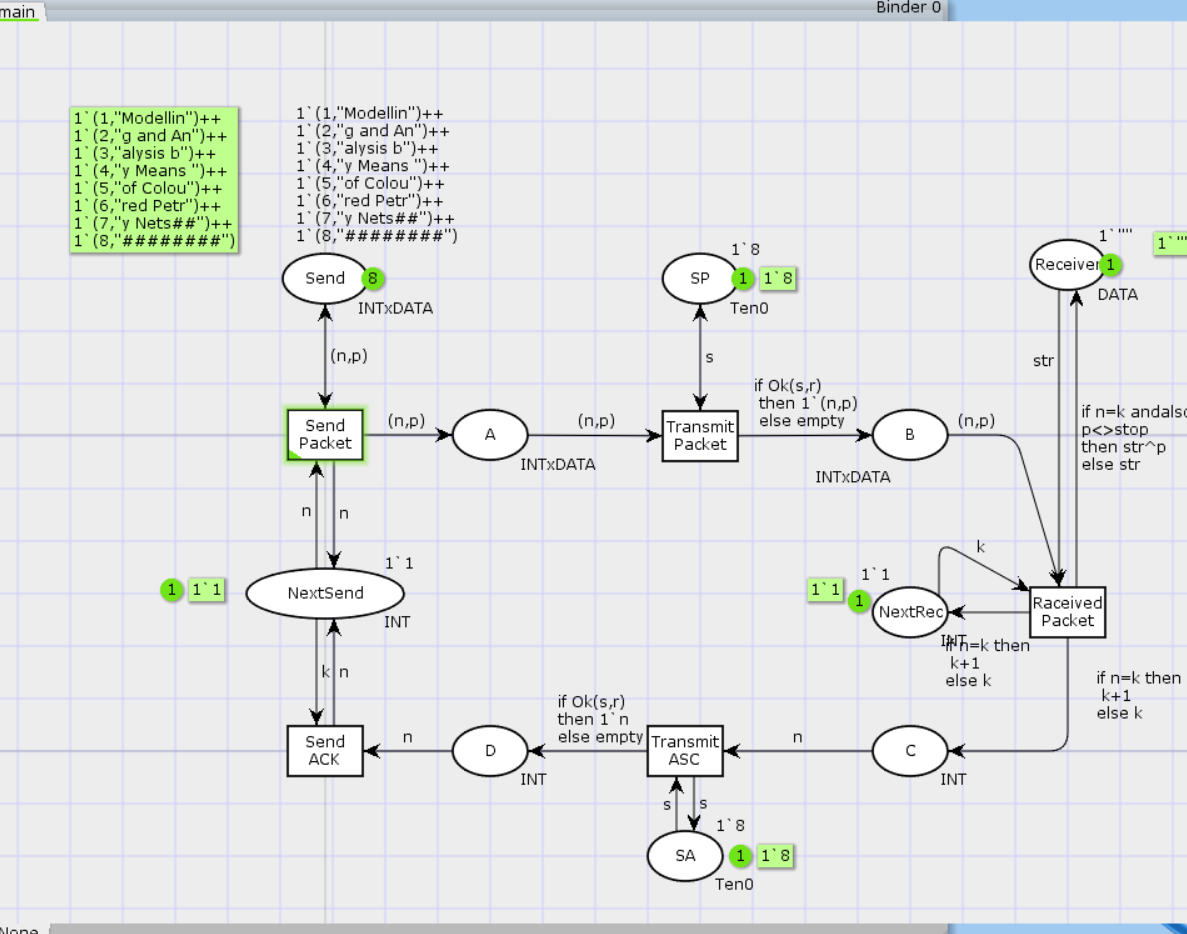 main
Binder 0
1`(1,"Modellin")++
1`(2,"g and An")++
1`(3,"alysis b")++
1`(4,"y Means ")++
1`(5,"of Colou")++
1`(6,"red Petr")++
1`(7,"y Nets##")++
1`(8,"########")
1`(1,"Modellin")++
1`(2,"g and An")++
1`(3,"alysis b")++
1`(4,"y Means ")++
1`(5,"of Colou")++
1`(6,"red Petr")++
1`(7,"y Nets##")++
1`(8,"########")
Send
8
INTxDATA
1`8
SP
1
1`8
Ten0
1`""
1`""
Receiver
1
DATA
(n,p)
s
str
Send
Packet
(n,p)
A
INTxDATA
(n,p)
Transmit
Packet
if Ok(s,r)
then 1`(n,p)
else empty
B
INTxDATA
(n,p)
if n=k andalso
p<>stop
then str^p
else str
n
n
1`1
1
1`1
NextSend
INT
k
1`1
1`1
1
NextRec
INT
if n=k then
k+1
else k
Raceived
Packet
if n=k then
k+1
else k
k
n
Send
ACK
n
D
INT
if Ok(s,r)
then 1`n
else empty
Transmit
ASC
n
C
INT
s
s
1`8
SA
1
1`8
Ten0
None